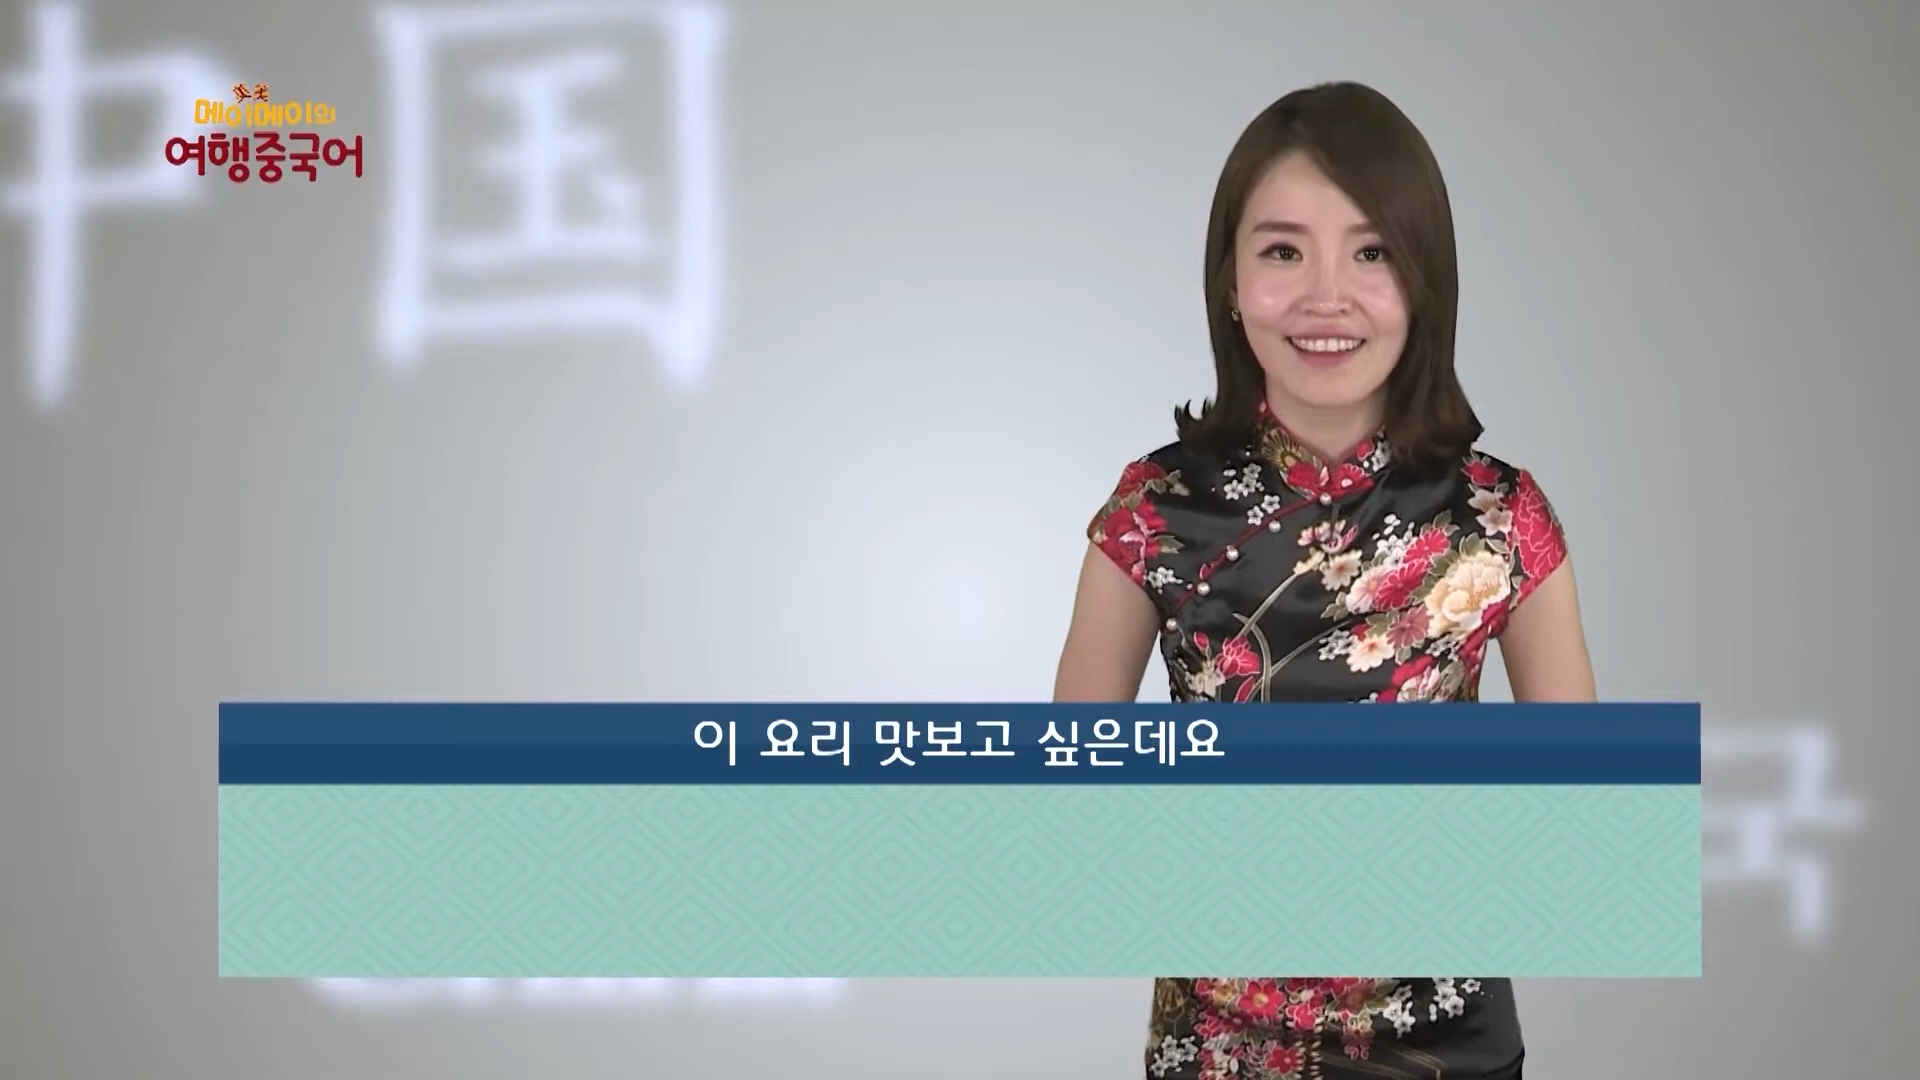 中国
메이메이의
여행중국어
이 요리 맛보고 싶은데요
국